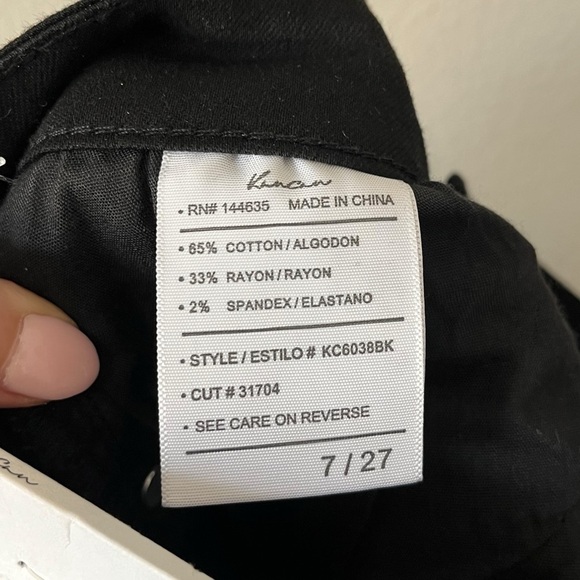 Kancan
• RN# 144635 MADE IN CHINA
• 65% COTTON / ALGODON
• 33% RAYON / RAYON
• 2% SPANDEX / ELASTANO
• STYLE / ESTILO # KC6038BK
• CUT # 31704
• SEE CARE ON REVERSE
7 / 27